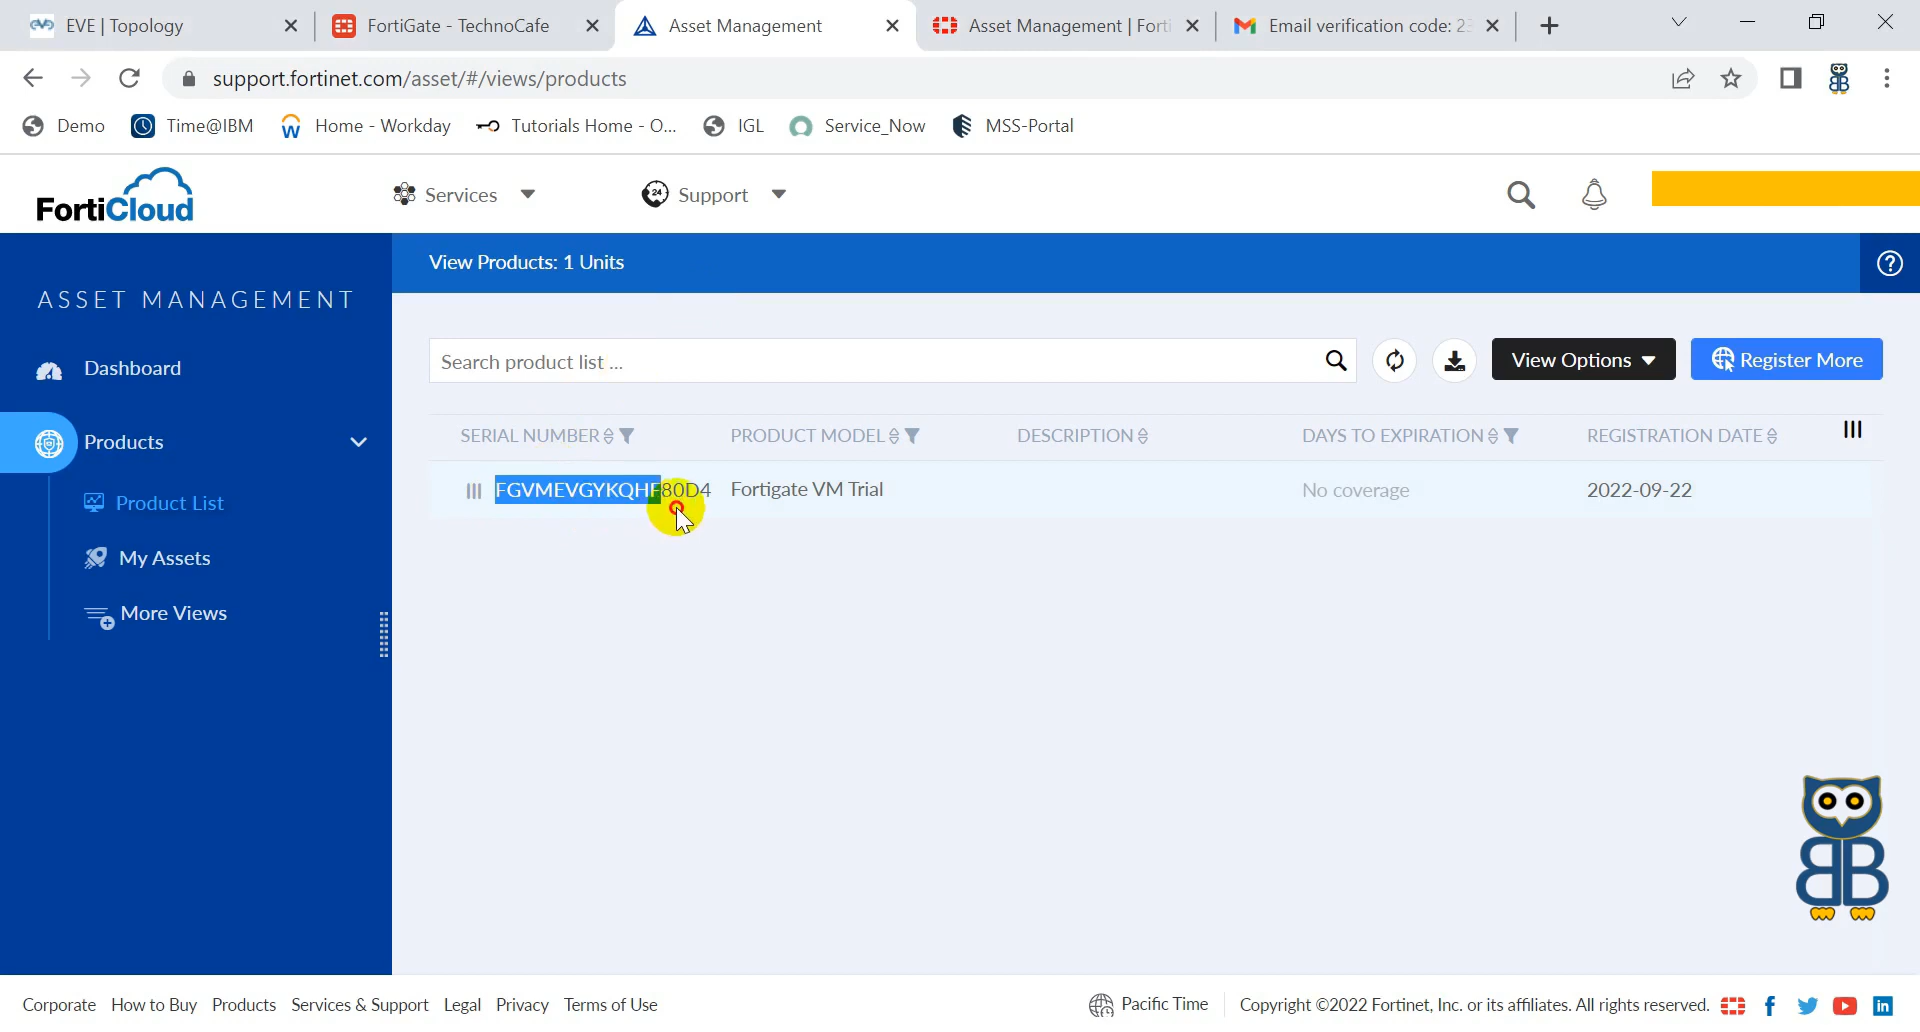 EVE | Topology
FortiGate - TechnoCafe
Asset Management
Asset Management | Forti
Email verification code: 23
support.fortinet.com/asset/#/views/products
Demo
Time@IBM
Home - Workday
Tutorials Home - O...
IGL
Service_Now
MSS-Portal
FortiCloud
Services
24
Support
ASSET MANAGEMENT
Dashboard
Products
Product List
My Assets
More Views
View Products: 1 Units
Search product list ...
View Options
Register More
SERIAL NUMBER PRODUCT MODEL DESCRIPTION DAYS TO EXPIRATION REGISTRATION DATE
FGVMEVGYKQHF80D4 Fortigate VM Trial No coverage 2022-09-22
BB
Corporate How to Buy Products Services & Support Legal Privacy Terms of Use
Pacific Time
Copyright ©2022 Fortinet, Inc. or its affiliates. All rights reserved.